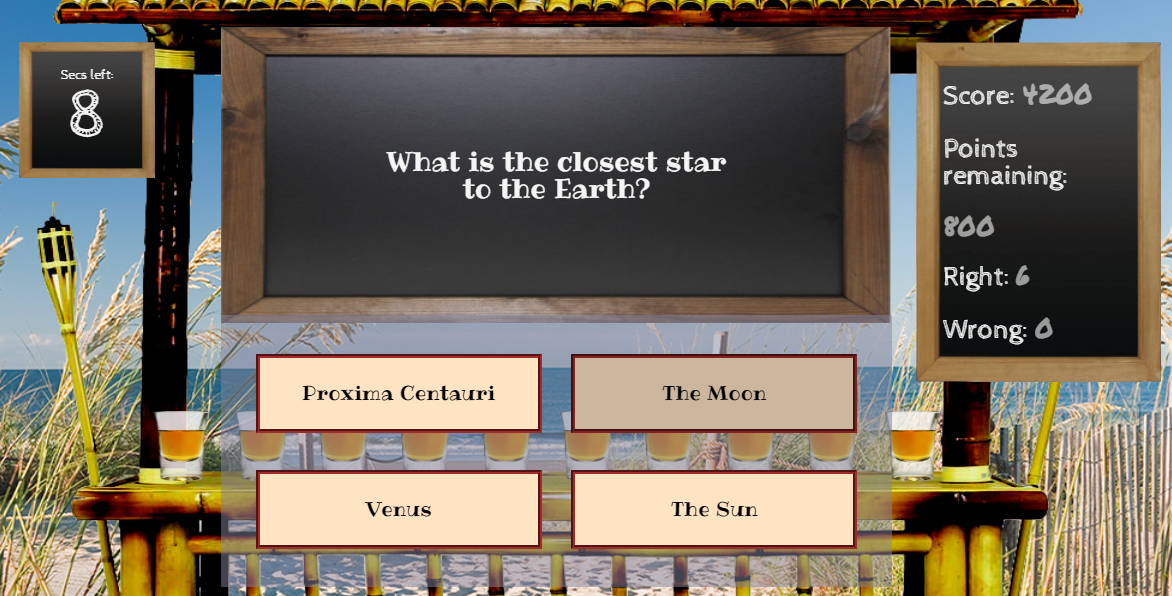 Secs left:
8
What is the closest star
to the Earth?
Score: 4200
Points
remaining:
800
Right: 6
Wrong: 0
Proxima Centauri
The Moon
Venus
The Sun